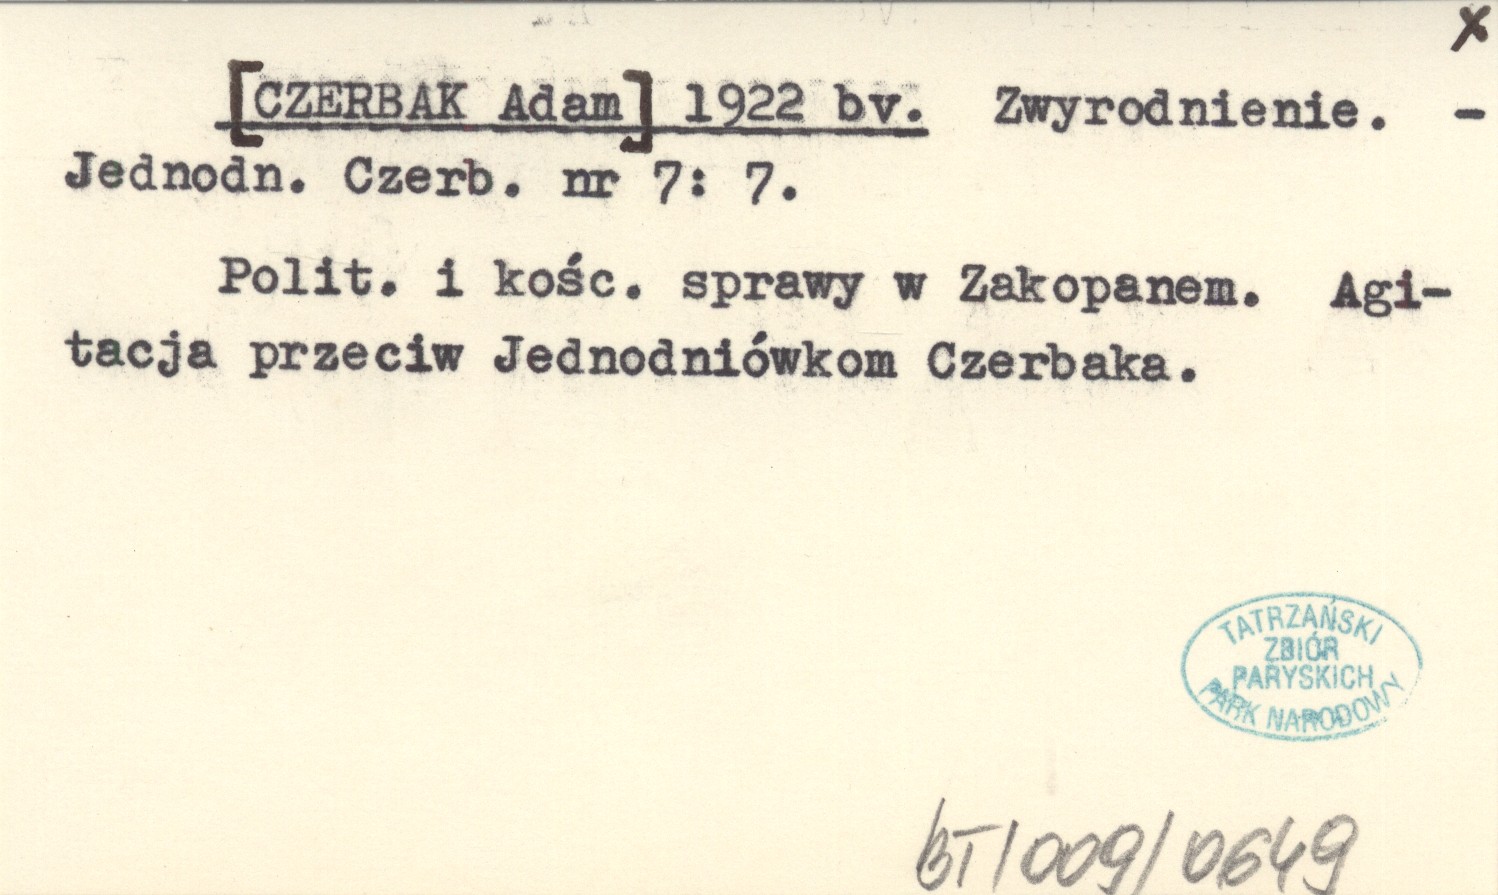 x
[CZERBAK Adam] 1922 bv. Zwyrodnienie. -
Jednodn. Czerb. nr 7: 7.
Polit. i kośc. sprawy w Zakopanem. Agi-
tacja przeciw Jednodniówkom Czerbaka.
TATRZAŃSKI
ZBIÓR
PARYSKICH
PARK NARODOWY
BT/009/0649